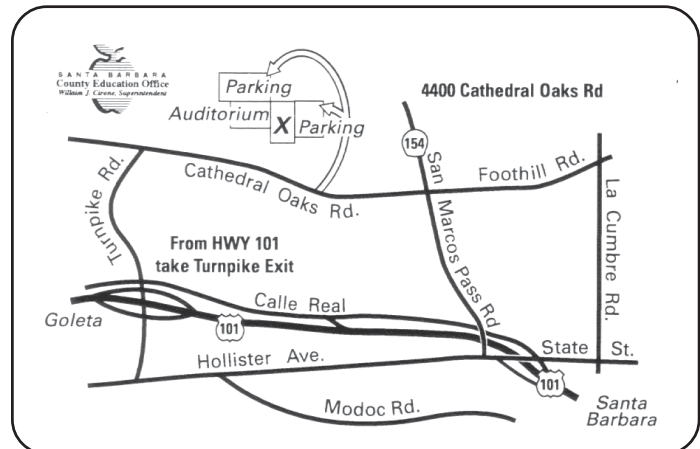 SANTA BARBARA
County Education Office
William J. Cirone, Superintendent
Parking
4400 Cathedral Oaks Rd
Auditorium
X
Parking
154
San Marcos Pass Rd
Foothill Rd.
Turnpike Rd.
Cathedral Oaks Rd.
La Cumbre Rd.
From HWY 101
take Turnpike Exit
Calle Real
Goleta
101
State St.
Hollister Ave.
101
Modoc Rd.
Santa
Barbara